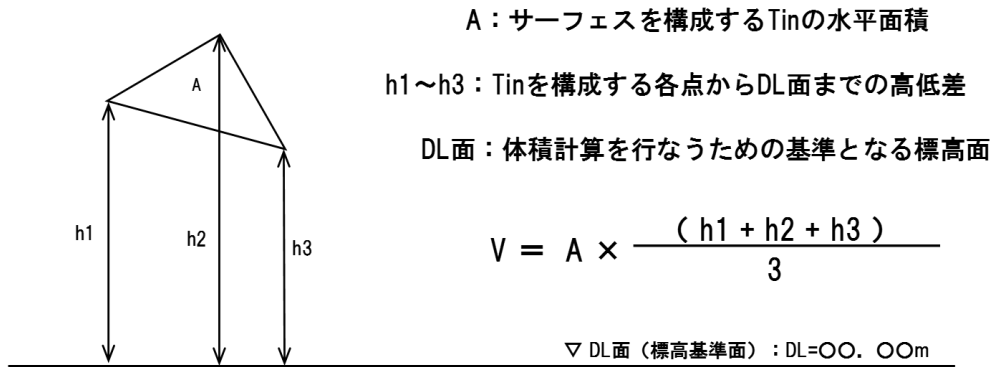 A：サーフェスを構成するTinの水平面積
h1～h3：Tinを構成する各点からDL面までの高低差
DL面：体積計算を行なうための基準となる標高面
A
h1
h2
h3
V = A × （ h1 + h2 + h3 ）
3
▽ DL面（標高基準面）：DL=○○．○○m